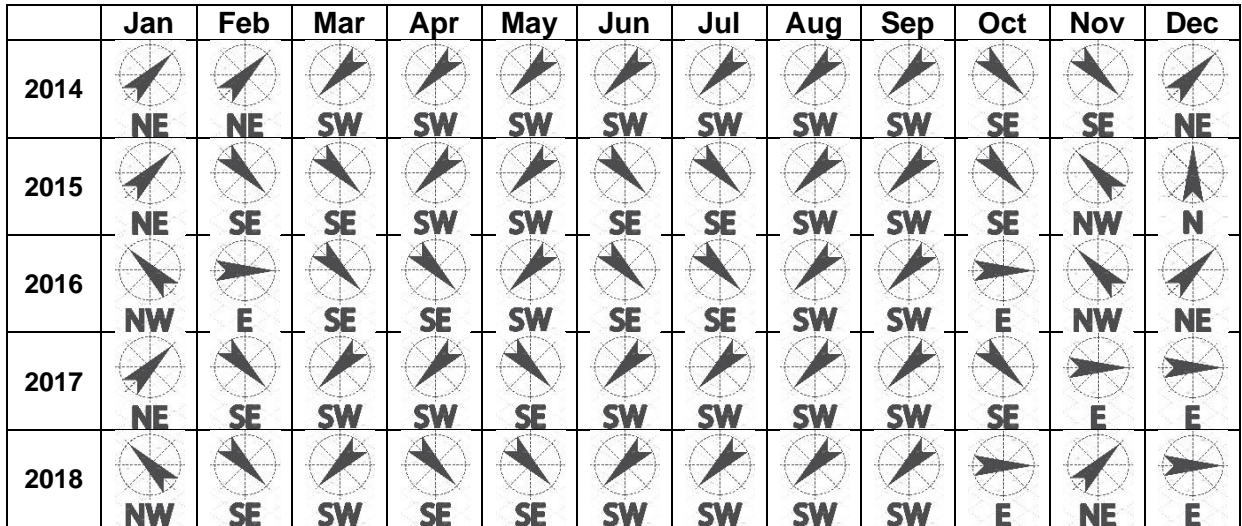 Jan Feb Mar Apr May Jun Jul Aug Sep Oct Nov Dec
2014
NE NE SW SW SW SW SW SW SW SE SE NE
2015
NE SE SE SW SW SE SE SW SW SE NW N
2016
NW E SE SE SW SE SE SW SW E NW NE
2017
NE SE SW SW SE SW SW SW SW SE E E
2018
NW SE SW SE SE SW SW SW SW E NE E